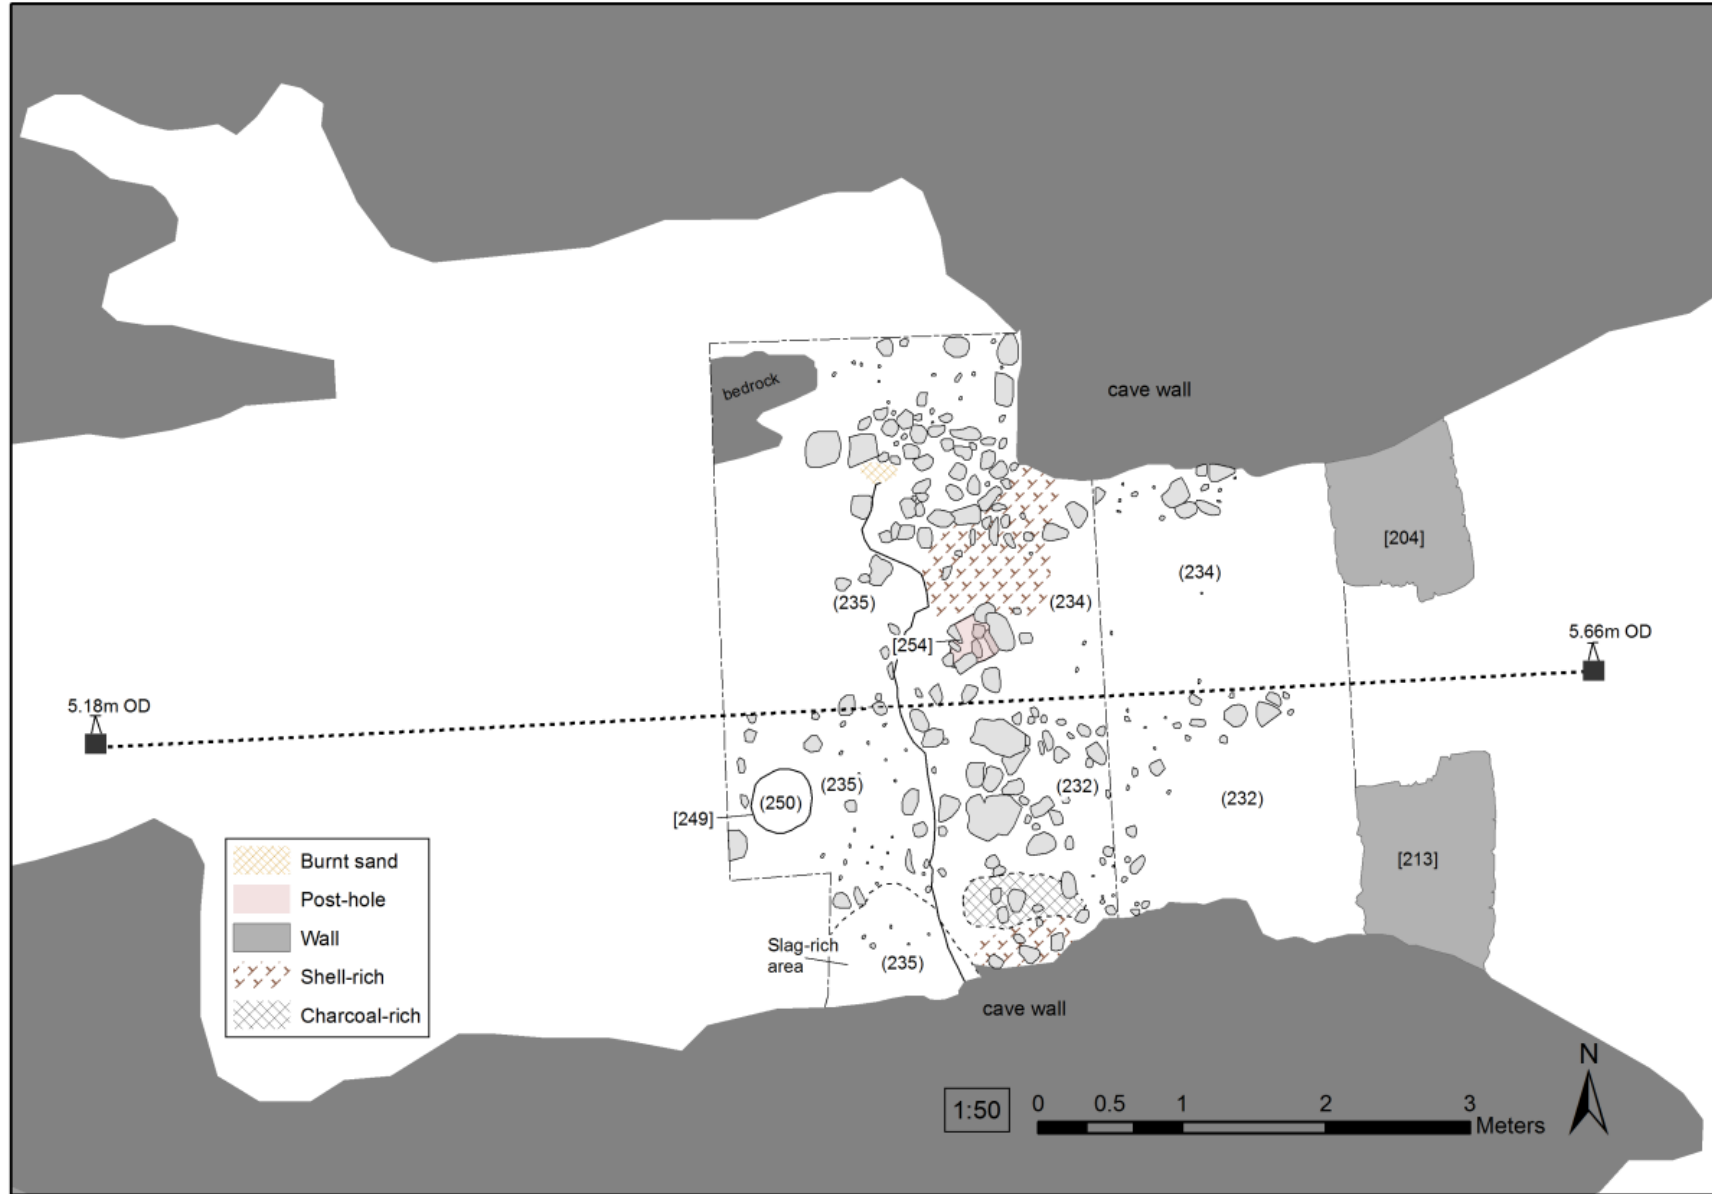 bedrock
cave wall
[204]
(234)
(235)
(234)
[254]
5.66m OD
5.18m OD
(235)
(232)
(250)
(232)
[249]
[213]
Burnt sand
Post-hole
Wall
Shell-rich
Charcoal-rich
Slag-rich
area
(235)
cave wall
N
1:50
0 0.5 1 2 3
Meters